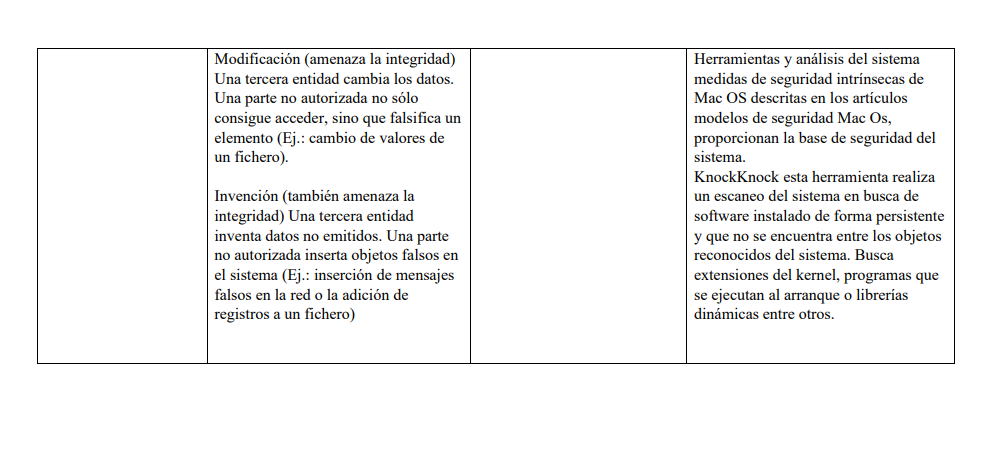 Modificación (amenaza la integridad)
Una tercera entidad cambia los datos.
Una parte no autorizada no sólo
consigue acceder, sino que falsifica un
elemento (Ej.: cambio de valores de
un fichero).
Invención (también amenaza la
integridad) Una tercera entidad
inventa datos no emitidos. Una parte
no autorizada inserta objetos falsos en
el sistema (Ej.: inserción de mensajes
falsos en la red o la adición de
registros a un fichero)
Herramientas y análisis del sistema
medidas de seguridad intrínsecas de
Mac OS descritas en los artículos
modelos de seguridad Mac Os,
proporcionan la base de seguridad del
sistema.
KnockKnock esta herramienta realiza
un escaneo del sistema en busca de
software instalado de forma persistente
y que no se encuentra entre los objetos
reconocidos del sistema. Busca
extensiones del kernel, programas que
se ejecutan al arranque o librerías
dinámicas entre otros.